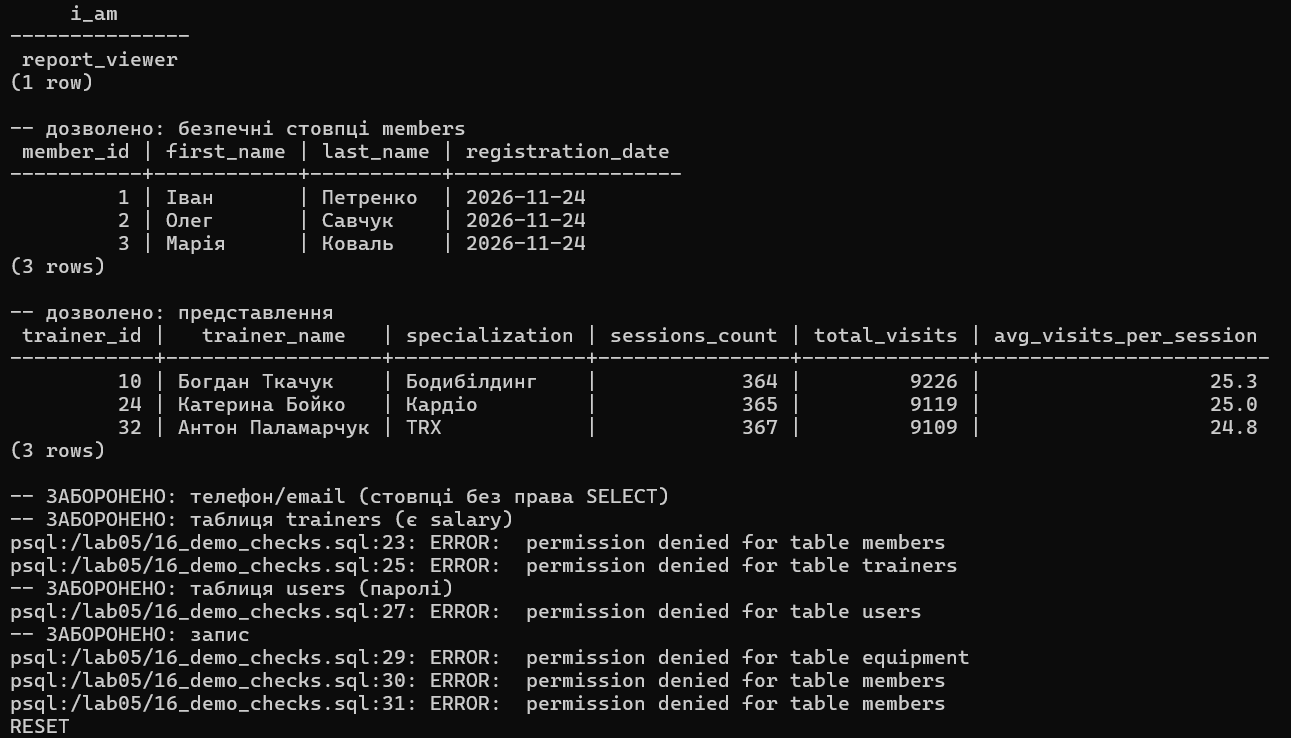 i_am
---------------
report_viewer
(1 row)
-- дозволено: безпечні стовпці members
member_id | first_name | last_name | registration_date
-----------+------------+-----------+-------------------
1 | Іван | Петренко | 2026-11-24
2 | Олег | Савчук | 2026-11-24
3 | Марія | Коваль | 2026-11-24
(3 rows)
-- дозволено: представлення
trainer_id | trainer_name | specialization | sessions_count | total_visits | avg_visits_per_session
------------+------------------+----------------+----------------+--------------+------------------------
10 | Богдан Ткачук | Бодибілдинг | 364 | 9226 | 25.3
24 | Катерина Бойко | Кардіо | 365 | 9119 | 25.0
32 | Антон Паламарчук | TRX | 367 | 9109 | 24.8
(3 rows)
-- ЗАБОРОНЕНО: телефон/email (стовпці без права SELECT)
-- ЗАБОРОНЕНО: таблиця trainers (є salary)
psql:/lab05/16_demo_checks.sql:23: ERROR:  permission denied for table members
psql:/lab05/16_demo_checks.sql:25: ERROR:  permission denied for table trainers
-- ЗАБОРОНЕНО: таблиця users (паролі)
psql:/lab05/16_demo_checks.sql:27: ERROR:  permission denied for table users
-- ЗАБОРОНЕНО: запис
psql:/lab05/16_demo_checks.sql:29: ERROR:  permission denied for table equipment
psql:/lab05/16_demo_checks.sql:30: ERROR:  permission denied for table members
psql:/lab05/16_demo_checks.sql:31: ERROR:  permission denied for table members
RESET